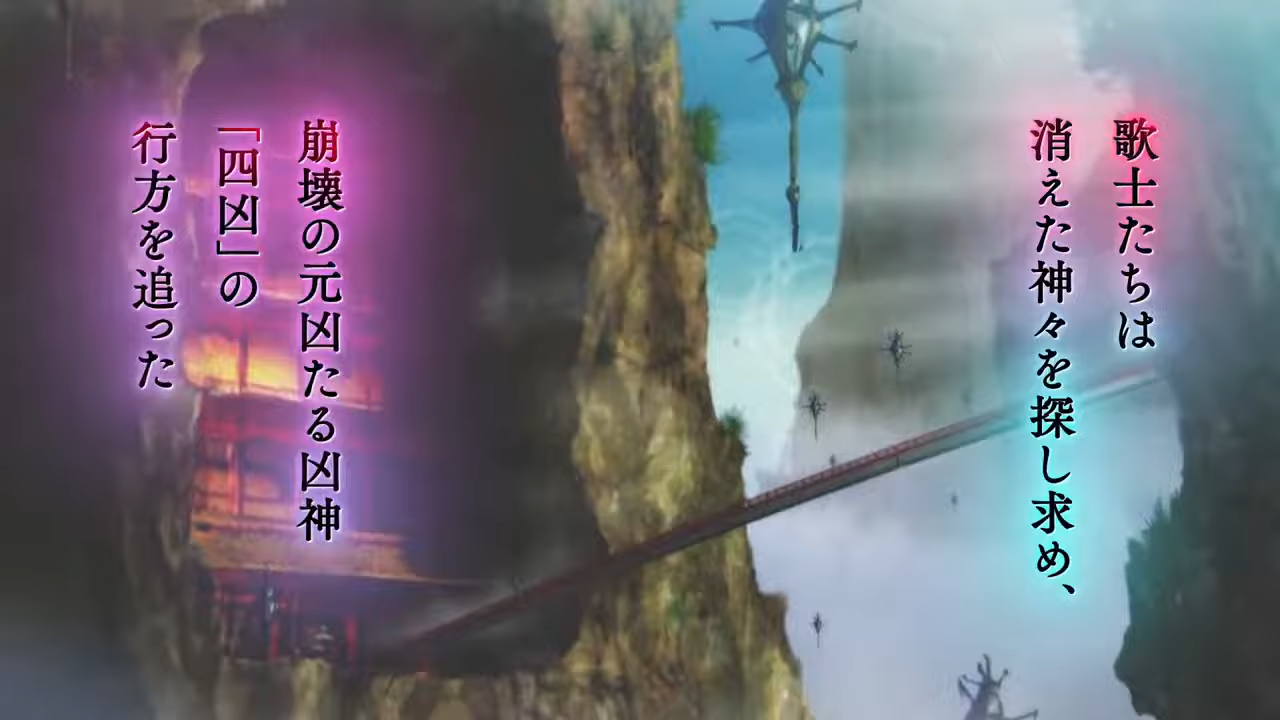 歌士たちは
消えた神々を探し求め、
崩壊の元凶たる凶神
「四凶」の
行方を追った